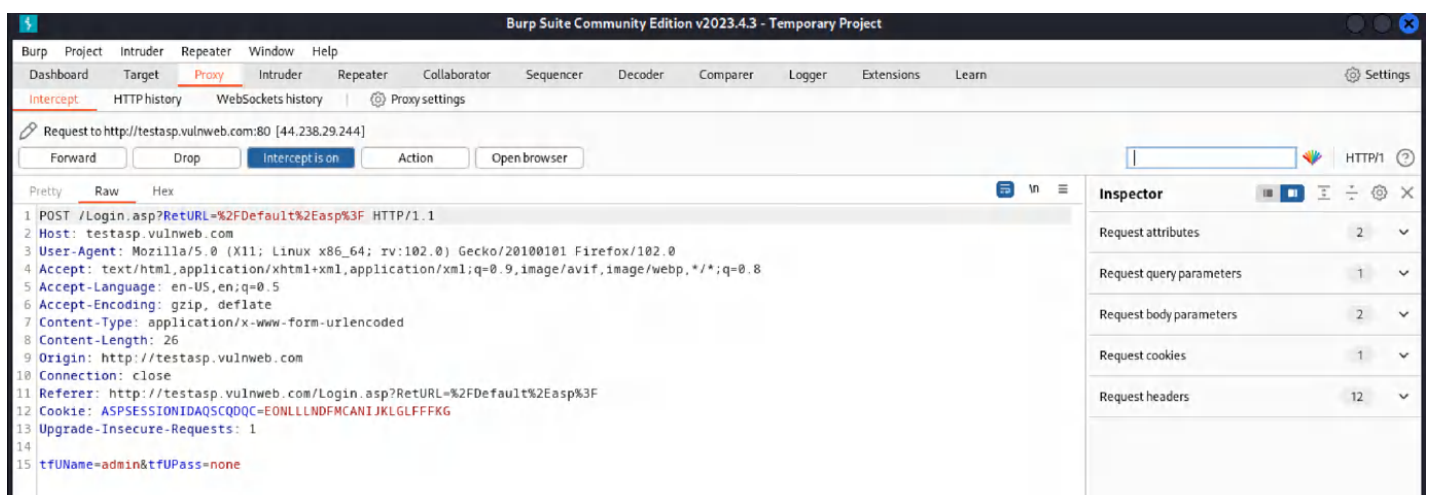 Burp Suite Community Edition v2023.4.3 - Temporary Project
Burp Project Intruder Repeater Window Help
Dashboard Target Proxy Intruder Repeater Collaborator Sequencer Decoder Comparer Logger Extensions Learn Settings
Intercept HTTP history WebSockets history Proxy settings
Request to http://testasp.vulnweb.com:80 [44.238.29.244]
Forward Drop Intercept is on Action Open browser HTTP/1 ?
Pretty Raw Hex \n Inspector
1 POST /Login.asp?RetURL=%2FDefault%2Easp%3F HTTP/1.1
2 Host: testasp.vulnweb.com
3 User-Agent: Mozilla/5.0 (X11; Linux x86_64; rv:102.0) Gecko/20100101 Firefox/102.0
4 Accept: text/html,application/xhtml+xml,application/xml;q=0.9,image/avif,image/webp,*/*;q=0.8
5 Accept-Language: en-US,en;q=0.5
6 Accept-Encoding: gzip, deflate
7 Content-Type: application/x-www-form-urlencoded
8 Content-Length: 26
9 Origin: http://testasp.vulnweb.com
10 Connection: close
11 Referer: http://testasp.vulnweb.com/Login.asp?RetURL=%2FDefault%2Easp%3F
12 Cookie: ASPSESSIONIDAQSCQDQC=EONLLLNDFMCANIJKLGLFFFKG
13 Upgrade-Insecure-Requests: 1
14
15 tfUName=admin&tfUPass=none
Request attributes 2
Request query parameters 1
Request body parameters 2
Request cookies 1
Request headers 12